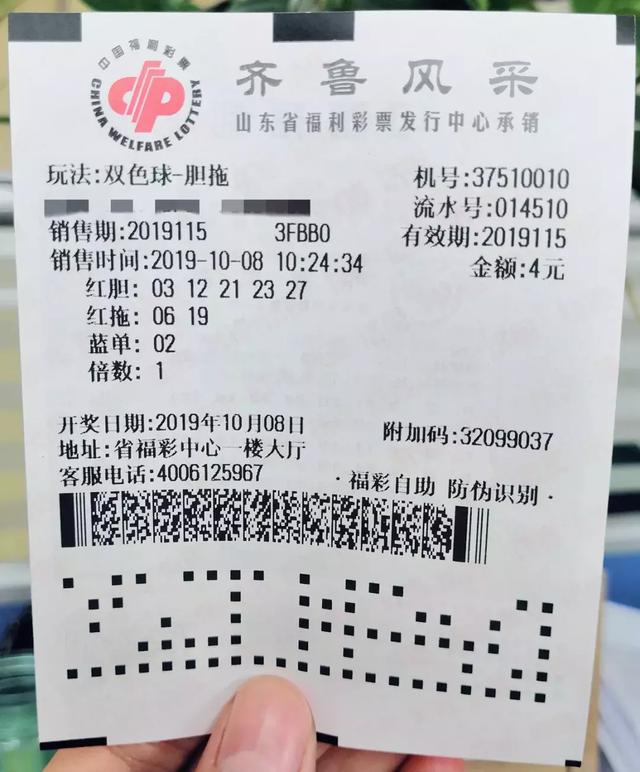 中国福利彩票
CHINA WELFARE LOTTERY
齐鲁风采
山东省福利彩票发行中心承销
玩法:双色球-胆拖
机号:37510010
流水号:014510
销售期:2019115 3FBB0 有效期:2019115
销售时间:2019-10-08 10:24:34 金额:4元
红胆: 03 12 21 23 27
红拖: 06 19
蓝单: 02
倍数: 1
开奖日期:2019年10月08日 附加码:32099037
地址:省福彩中心一楼大厅
客服电话:4006125967 ·福彩自助 防伪识别·